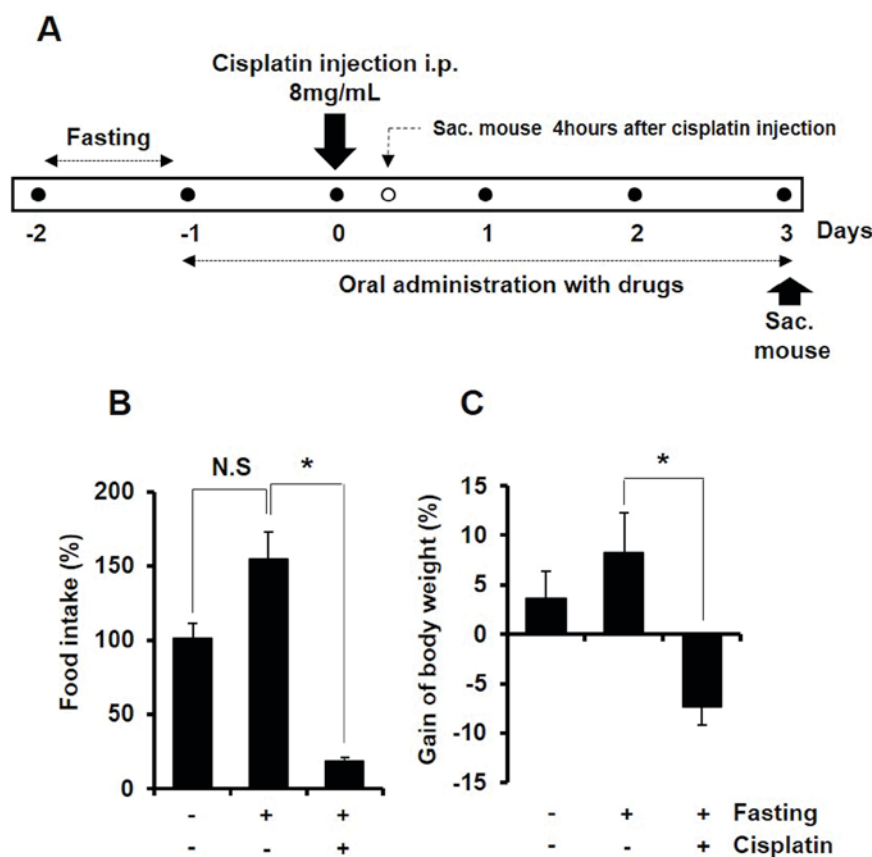 A
Cisplatin injection i.p.
8mg/mL
Fasting
Sac. mouse 4hours after cisplatin injection
-2 -1 0 1 2 3 Days
Oral administration with drugs
Sac.
mouse
B
N.S *
200
150
100
50
0
Food intake (%)
- + +
- - +
C
*
15
10
5
0
-5
-10
-15
Gain of body weight (%)
- + + Fasting
- - + Cisplatin